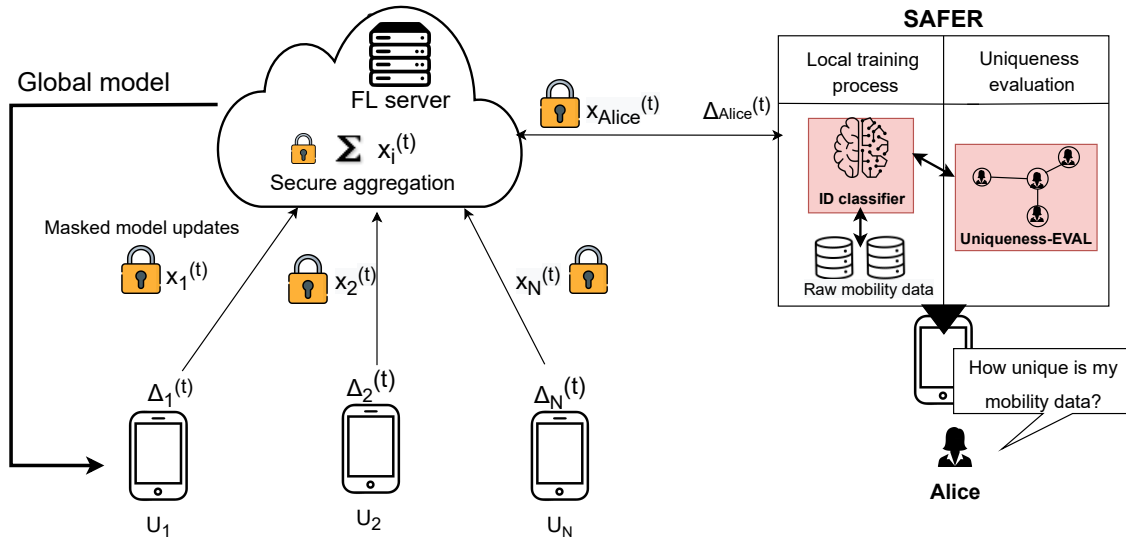 Global model
FL server
Σ x_i^(t)
Secure aggregation
Masked model updates
x_1^(t)
x_2^(t)
x_N^(t)
x_Alice^(t)
Δ_Alice^(t)
Δ_1^(t)
Δ_2^(t)
Δ_N^(t)
U_1
U_2
U_N
SAFER
Local training
process
Uniqueness
evaluation
ID classifier
Uniqueness-EVAL
Raw mobility data
How unique is my
mobility data?
Alice